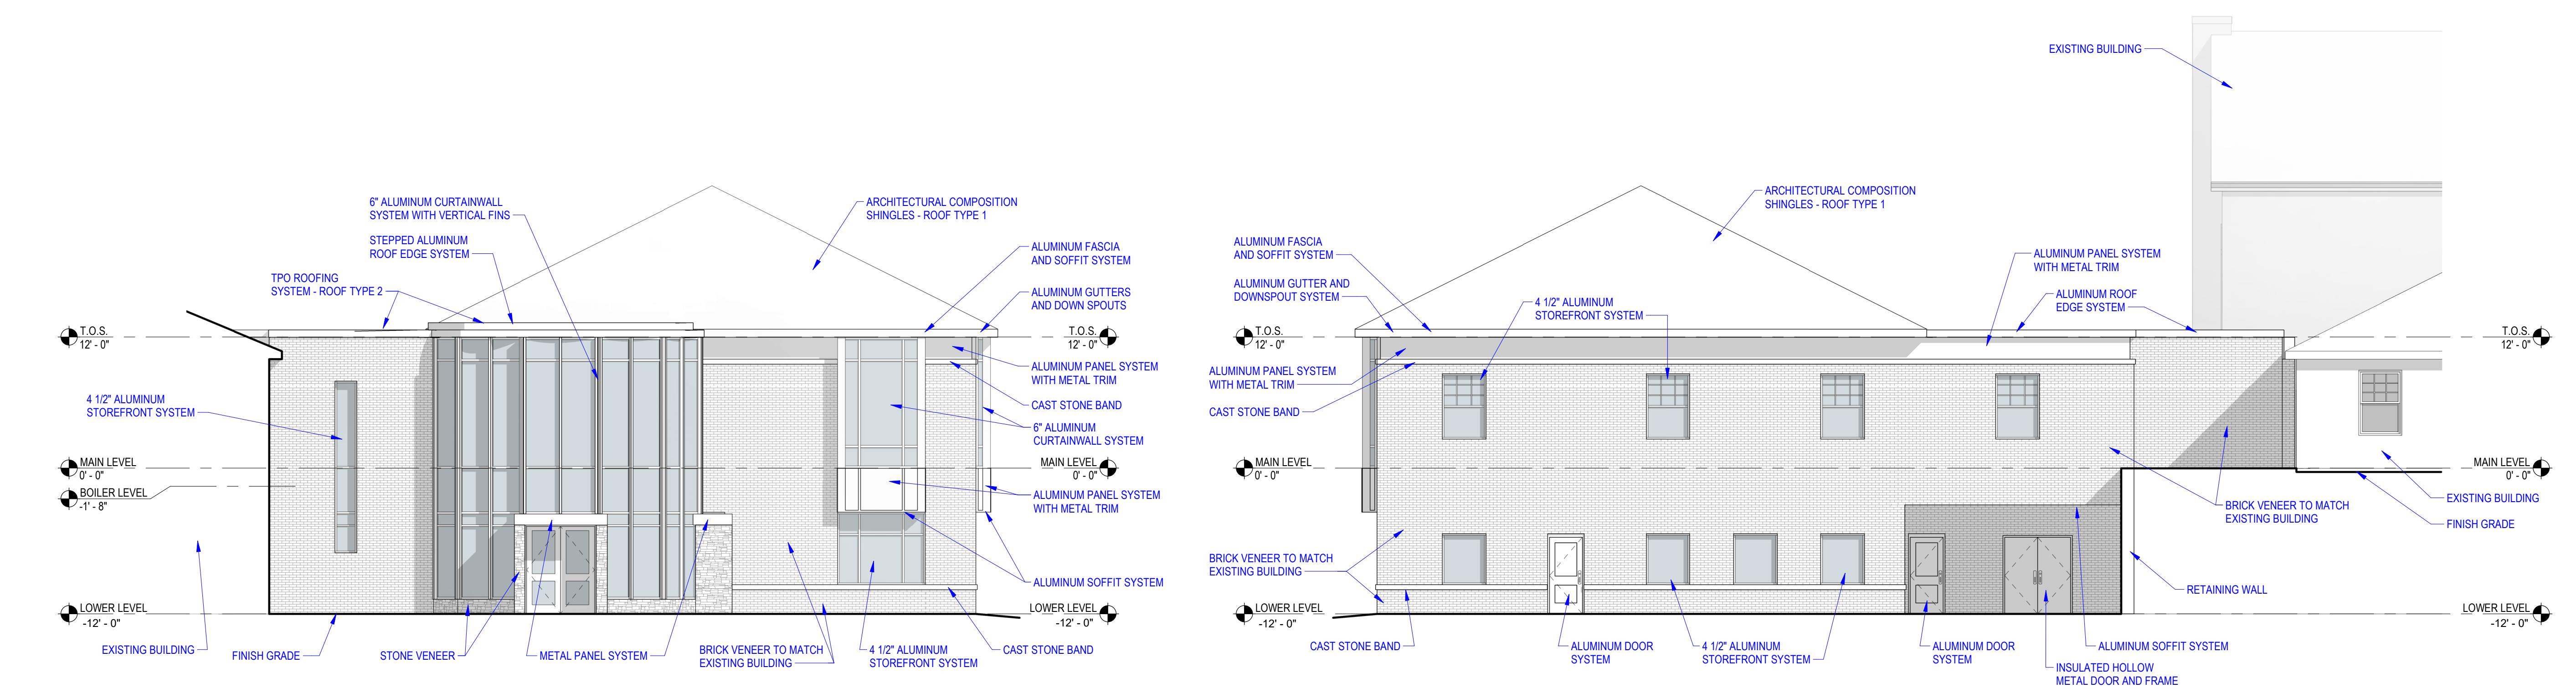 6" ALUMINUM CURTAINWALL
SYSTEM WITH VERTICAL FINS
STEPPED ALUMINUM
ROOF EDGE SYSTEM
TPO ROOFING
SYSTEM - ROOF TYPE 2
ARCHITECTURAL COMPOSITION
SHINGLES - ROOF TYPE 1
ALUMINUM FASCIA
AND SOFFIT SYSTEM
ALUMINUM GUTTERS
AND DOWN SPOUTS
T.O.S.
12' - 0"
T.O.S.
12' - 0"
ALUMINUM PANEL SYSTEM
WITH METAL TRIM
4 1/2" ALUMINUM
STOREFRONT SYSTEM
CAST STONE BAND
6" ALUMINUM
CURTAINWALL SYSTEM
MAIN LEVEL
0' - 0"
MAIN LEVEL
0' - 0"
BOILER LEVEL
-1' - 8"
ALUMINUM PANEL SYSTEM
WITH METAL TRIM
ALUMINUM SOFFIT SYSTEM
LOWER LEVEL
-12' - 0"
LOWER LEVEL
-12' - 0"
EXISTING BUILDING
FINISH GRADE
STONE VENEER
METAL PANEL SYSTEM
BRICK VENEER TO MATCH
EXISTING BUILDING
4 1/2" ALUMINUM
STOREFRONT SYSTEM
CAST STONE BAND
EXISTING BUILDING
ARCHITECTURAL COMPOSITION
SHINGLES - ROOF TYPE 1
ALUMINUM FASCIA
AND SOFFIT SYSTEM
ALUMINUM GUTTER AND
DOWNSPOUT SYSTEM
4 1/2" ALUMINUM
STOREFRONT SYSTEM
ALUMINUM PANEL SYSTEM
WITH METAL TRIM
ALUMINUM ROOF
EDGE SYSTEM
T.O.S.
12' - 0"
T.O.S.
12' - 0"
ALUMINUM PANEL SYSTEM
WITH METAL TRIM
CAST STONE BAND
MAIN LEVEL
0' - 0"
MAIN LEVEL
0' - 0"
EXISTING BUILDING
BRICK VENEER TO MATCH
EXISTING BUILDING
FINISH GRADE
BRICK VENEER TO MATCH
EXISTING BUILDING
RETAINING WALL
LOWER LEVEL
-12' - 0"
LOWER LEVEL
-12' - 0"
CAST STONE BAND
ALUMINUM DOOR
SYSTEM
4 1/2" ALUMINUM
STOREFRONT SYSTEM
ALUMINUM DOOR
SYSTEM
ALUMINUM SOFFIT SYSTEM
INSULATED HOLLOW
METAL DOOR AND FRAME